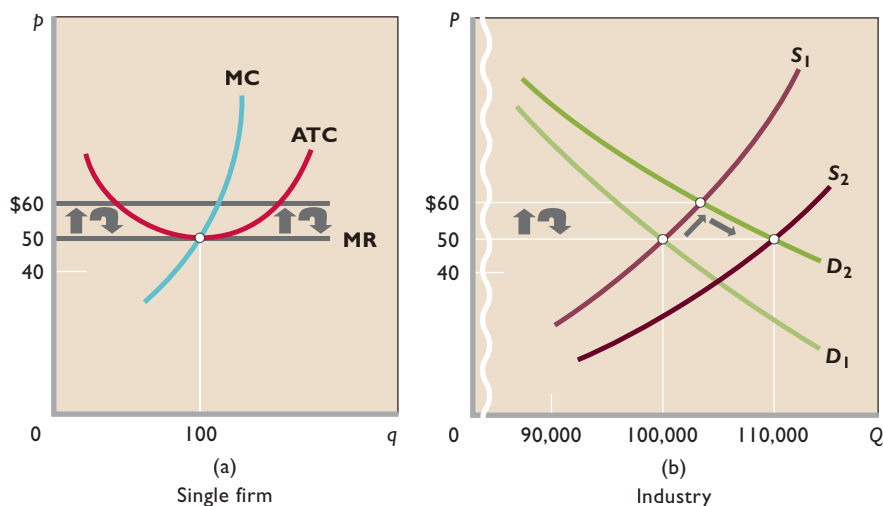 p
MC
ATC
$60
50
MR
40
0
100
q
(a)
Single firm
P
S1
S2
$60
50
40
D2
D1
0
90,000
100,000
110,000
Q
(b)
Industry